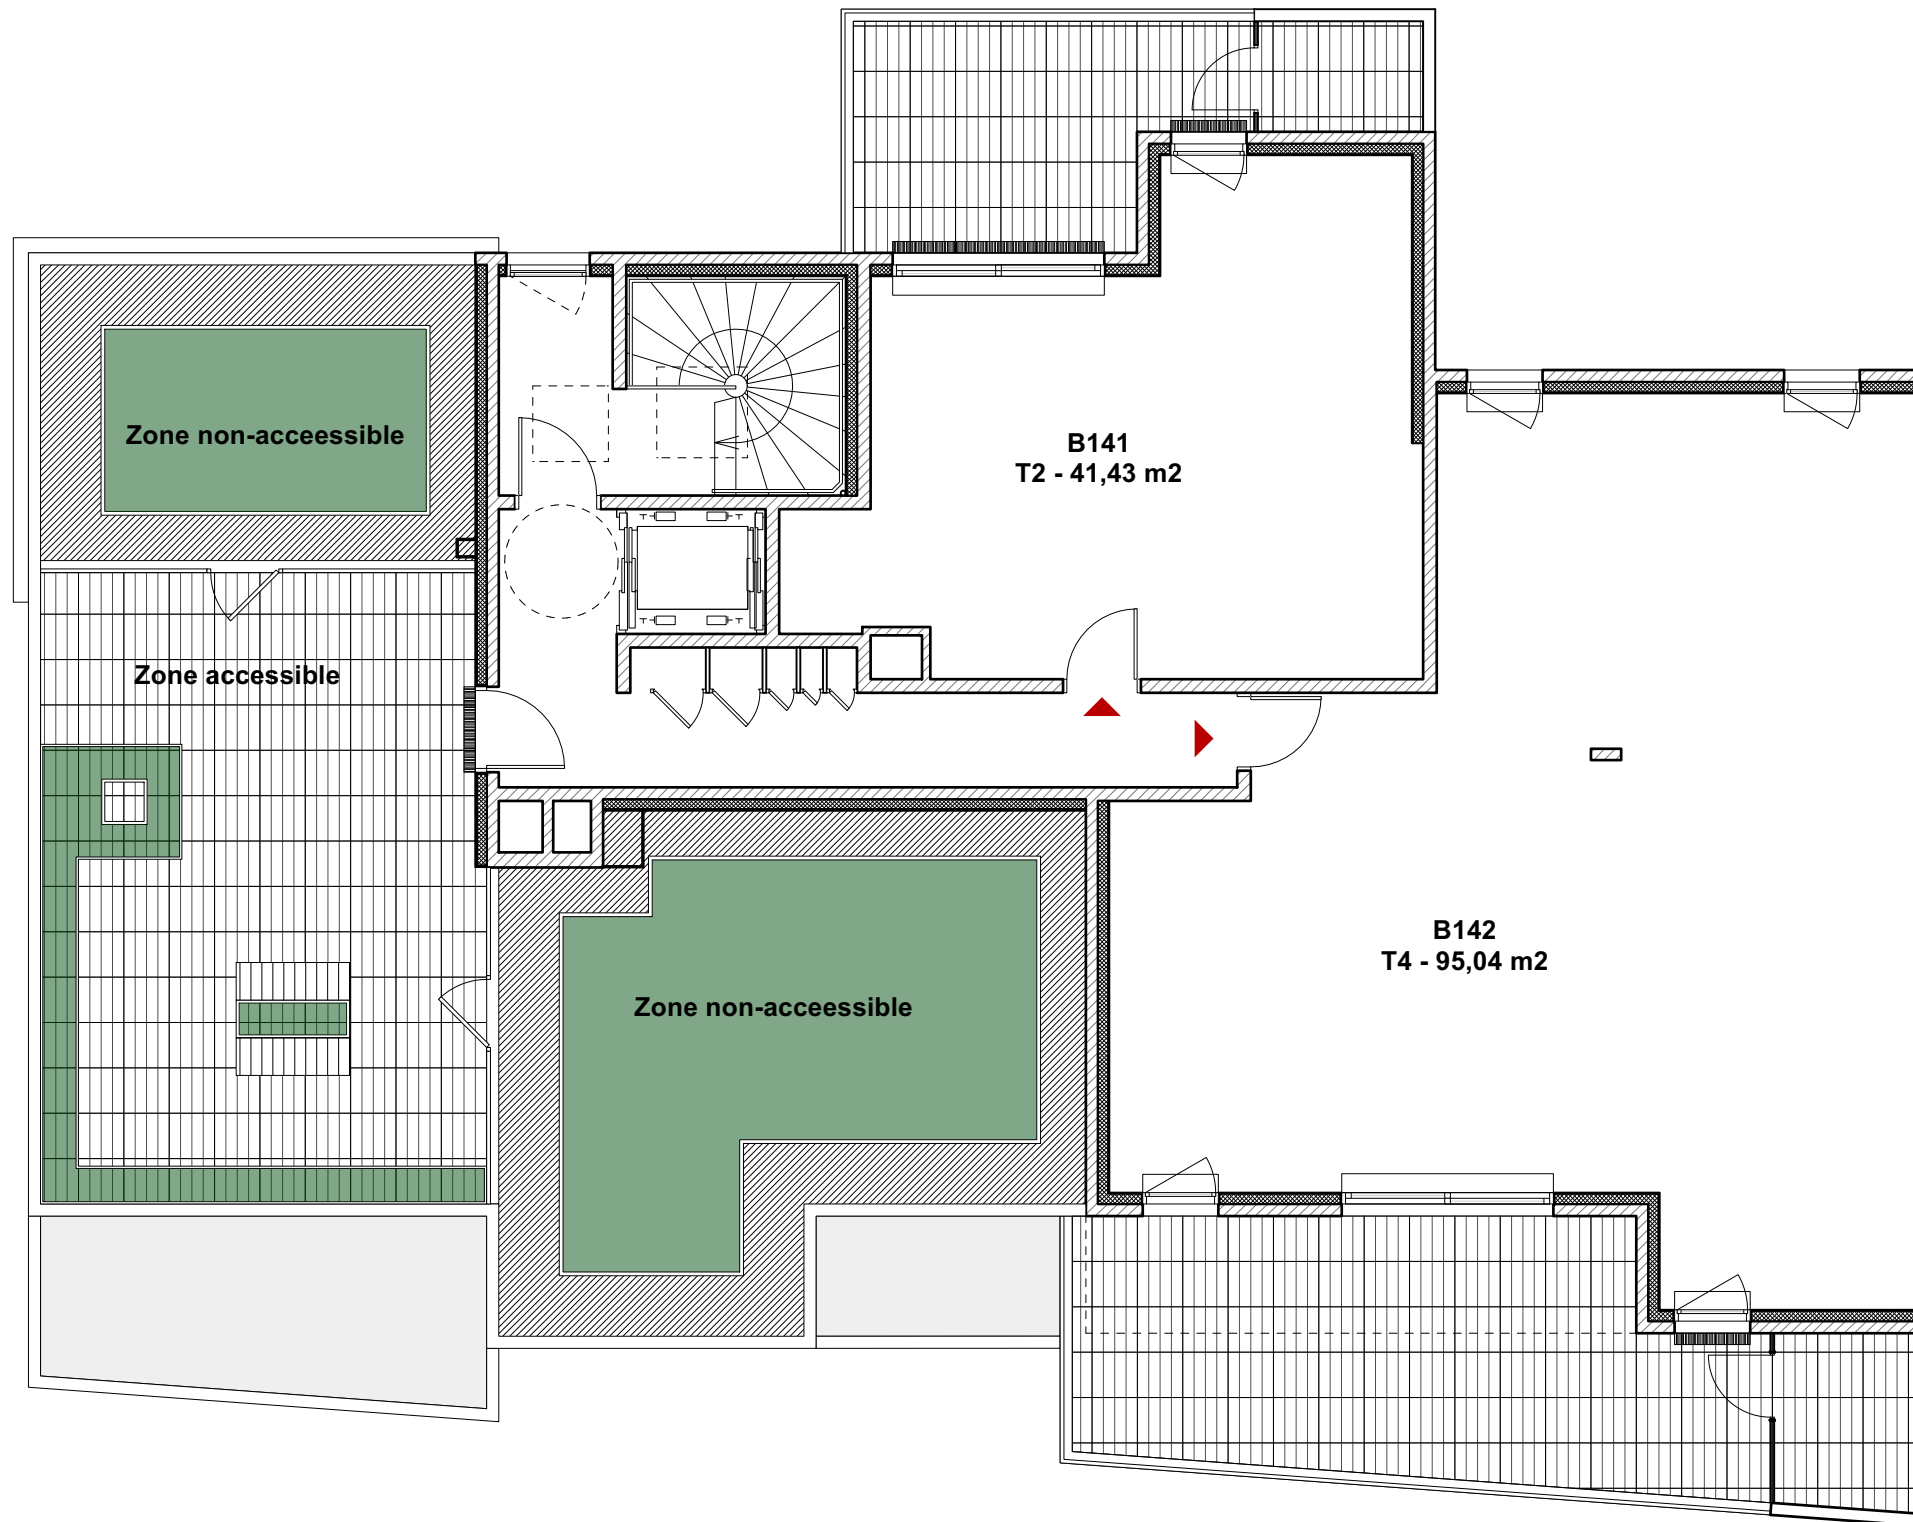 Zone non-acceessible
B141
T2 - 41,43 m2
Zone accessible
B142
T4 - 95,04 m2
Zone non-acceessible